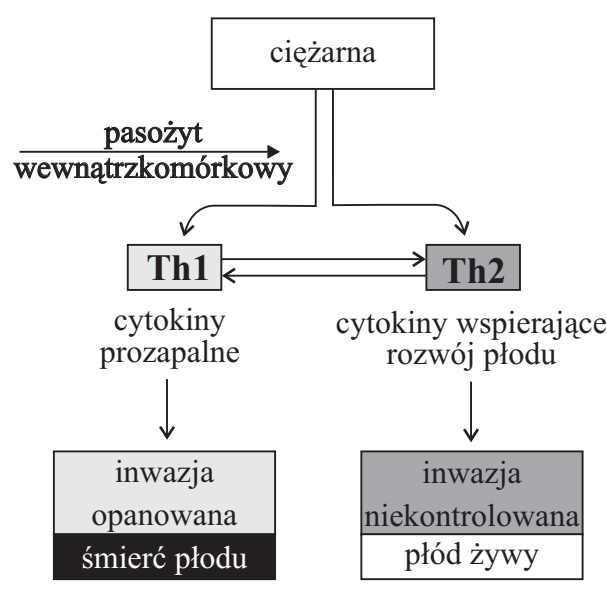 ciężarna
pasożyt
wewnątrzkomórkowy
Th1
Th2
cytokiny
prozapalne
cytokiny wspierające
rozwój płodu
inwazja
opanowana
śmierć płodu
inwazja
niekontrolowana
płód żywy